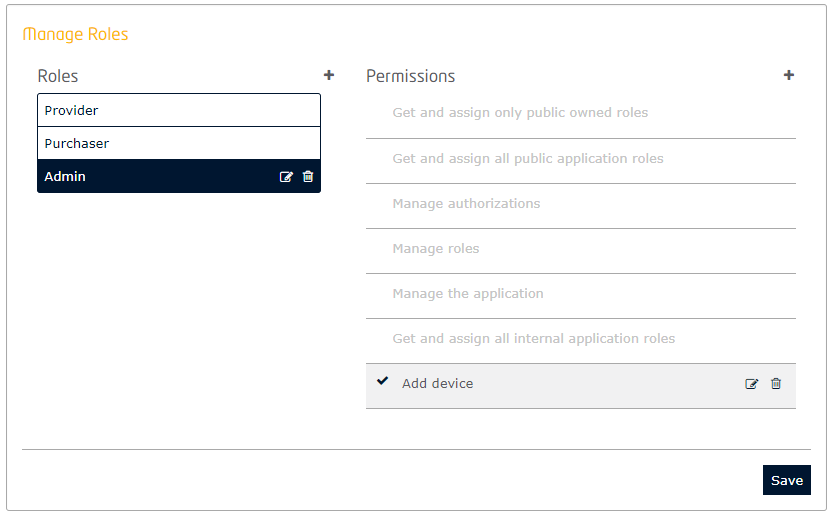 Manage Roles
Roles
Provider
Purchaser
Admin
Permissions
Get and assign only public owned roles
Get and assign all public application roles
Manage authorizations
Manage roles
Manage the application
Get and assign all internal application roles
Add device
Save